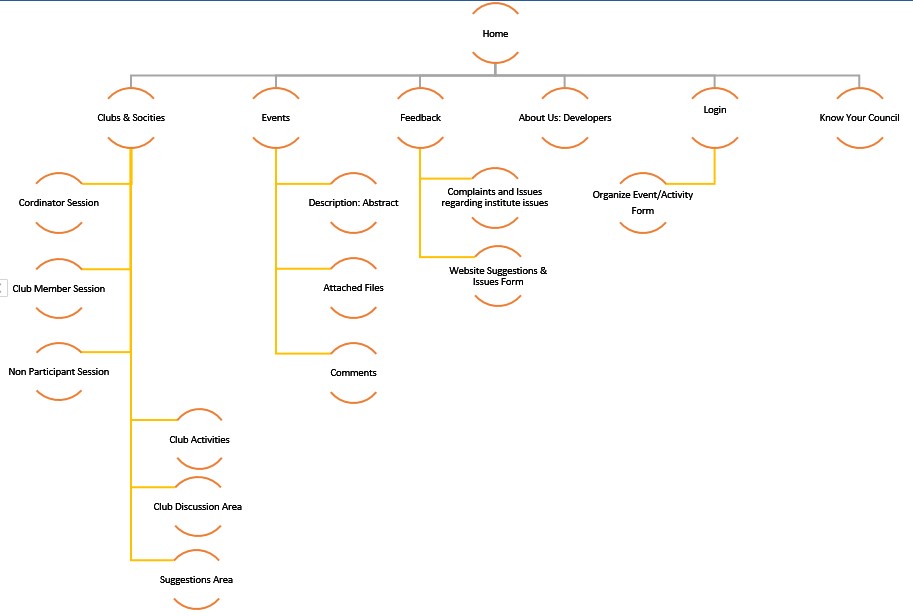 Home
Clubs & Socities
Events
Feedback
About Us: Developers
Login
Know Your Council
Cordinator Session
Description: Abstract
Complaints and Issues
regarding institute issues
Organize Event/Activity
Form
Club Member Session
Attached Files
Website Suggestions &
Issues Form
Non Participant Session
Comments
Club Activities
Club Discussion Area
Suggestions Area